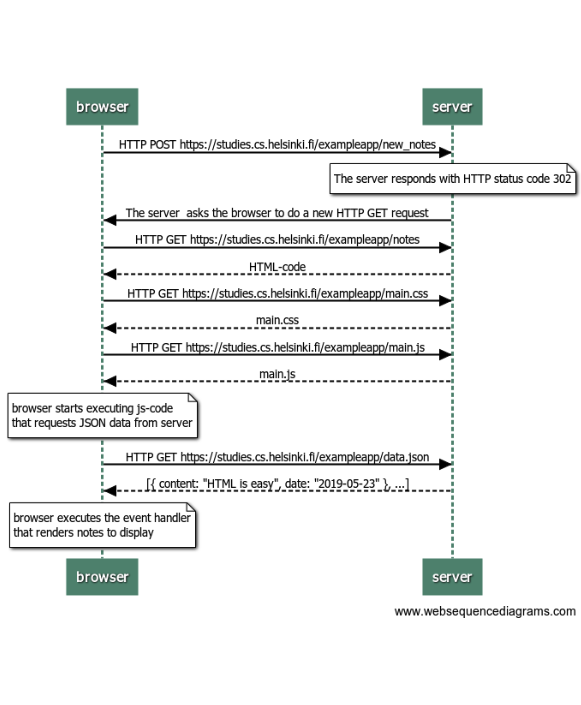 browser
server
HTTP POST https://studies.cs.helsinki.fi/exampleapp/new_notes
The server responds with HTTP status code 302
The server  asks the browser to do a new HTTP GET request
HTTP GET https://studies.cs.helsinki.fi/exampleapp/notes
HTML-code
HTTP GET https://studies.cs.helsinki.fi/exampleapp/main.css
main.css
HTTP GET https://studies.cs.helsinki.fi/exampleapp/main.js
main.js
browser starts executing js-code
that requests JSON data from server
HTTP GET https://studies.cs.helsinki.fi/exampleapp/data.json
[{ content: "HTML is easy", date: "2019-05-23" }, ...]
browser executes the event handler
that renders notes to display
browser
server
www.websequencediagrams.com